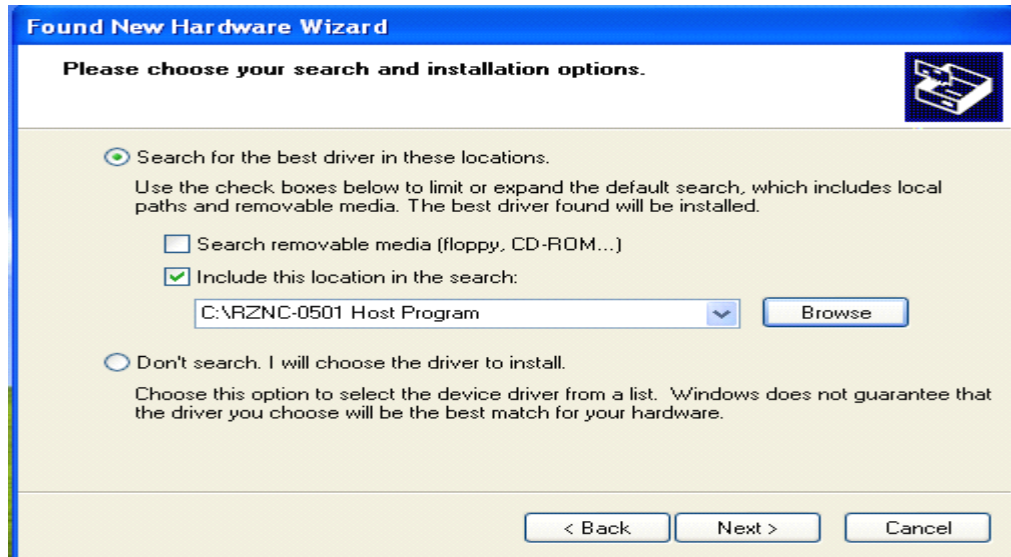 Found New Hardware Wizard
Please choose your search and installation options.
Search for the best driver in these locations.
Use the check boxes below to limit or expand the default search, which includes local
paths and removable media. The best driver found will be installed.
Search removable media (floppy, CD-ROM...)
Include this location in the search:
C:\RZNC-0501 Host Program
Browse
Don't search. I will choose the driver to install.
Choose this option to select the device driver from a list. Windows does not guarantee that
the driver you choose will be the best match for your hardware.
< Back Next > Cancel